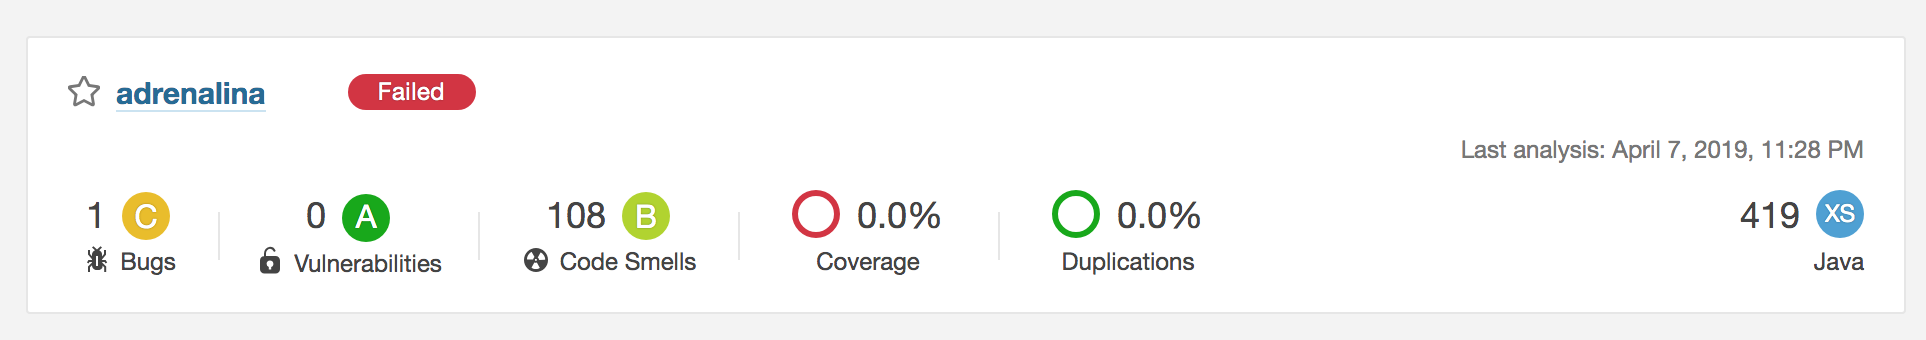 adrenalina Failed
Last analysis: April 7, 2019, 11:28 PM
1 C 0 A 108 B 0.0% 0.0% 419 XS
Bugs Vulnerabilities Code Smells Coverage Duplications Java